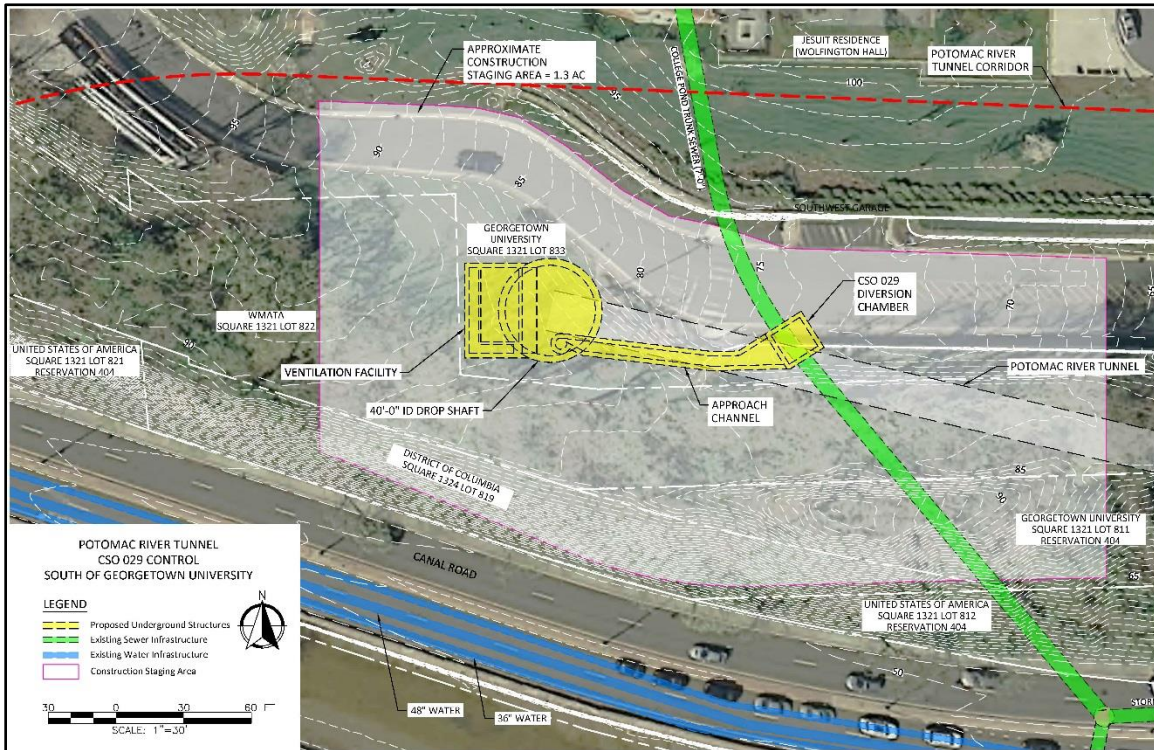 APPROXIMATE
CONSTRUCTION
STAGING AREA = 1.3 AC
JESUIT RESIDENCE
(WOLFINGTON HALL)
POTOMAC RIVER
TUNNEL CORRIDOR
100
95
95
COLLEGE POND TRUNK SEWER (7'-0")
90
85
SOUTHWEST GARAGE
GEORGETOWN
UNIVERSITY
SQUARE 1321 LOT 833
80
75
70
CSO 029
DIVERSION
CHAMBER
WMATA
SQUARE 1321 LOT 822
UNITED STATES OF AMERICA
SQUARE 1321 LOT 821
RESERVATION 404
VENTILATION FACILITY
POTOMAC RIVER TUNNEL
40'-0" ID DROP SHAFT
APPROACH
CHANNEL
DISTRICT OF COLUMBIA
SQUARE 1324 LOT 819
85
90
GEORGETOWN UNIVERSITY
SQUARE 1321 LOT 811
RESERVATION 404
65
CANAL ROAD
UNITED STATES OF AMERICA
SQUARE 1321 LOT 812
RESERVATION 404
50
STOR
48" WATER
36" WATER
POTOMAC RIVER TUNNEL
CSO 029 CONTROL
SOUTH OF GEORGETOWN UNIVERSITY
LEGEND
N
Proposed Underground Structures
Existing Sewer Infrastructure
Existing Water Infrastructure
Construction Staging Area
30 0 30 60
SCALE: 1"=30'